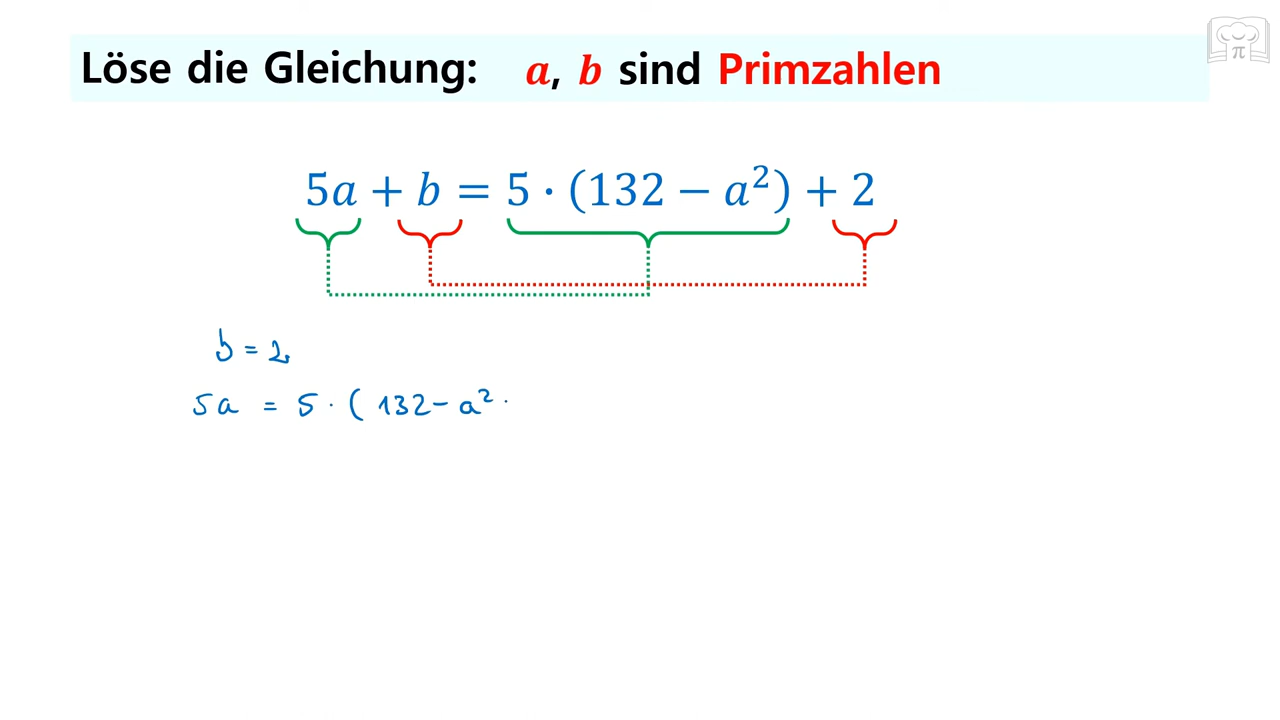 Löse die Gleichung: a, b sind Primzahlen
5a + b = 5 · (132 − a²) + 2
b = 2
5a = 5 · ( 132 − a²
π